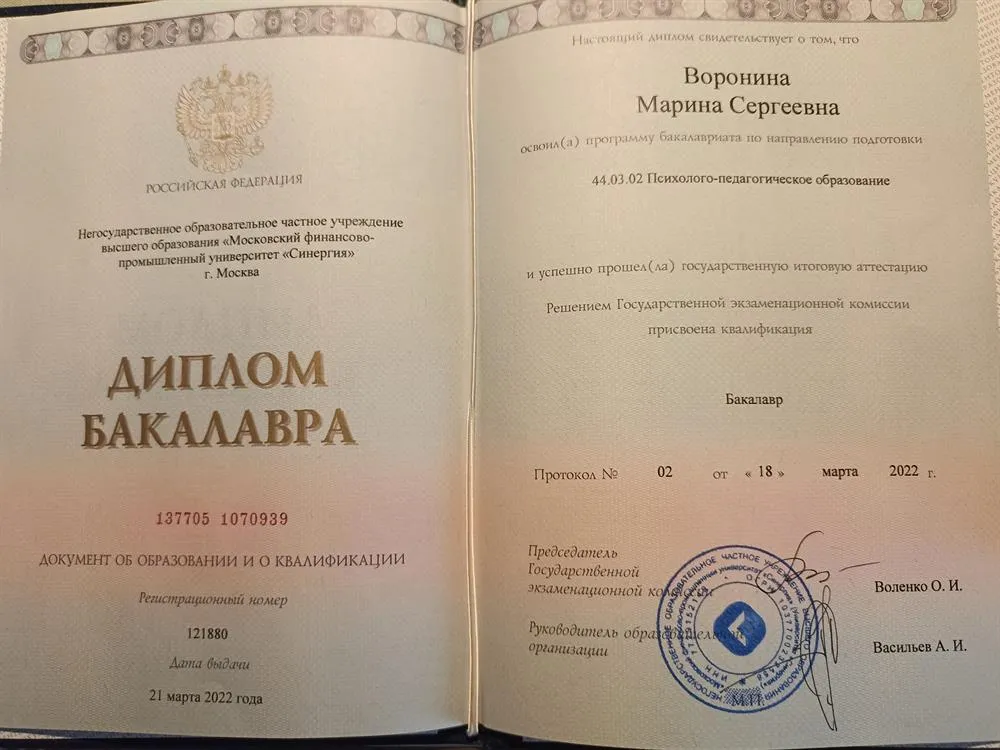 РОССИЙСКАЯ ФЕДЕРАЦИЯ
Негосударственное образовательное частное учреждение
высшего образования «Московский финансово-
промышленный университет «Синергия»
г. Москва
ДИПЛОМ
БАКАЛАВРА
137705 1070939
ДОКУМЕНТ ОБ ОБРАЗОВАНИИ И О КВАЛИФИКАЦИИ
Регистрационный номер
121880
Дата выдачи
21 марта 2022 года
Настоящий диплом свидетельствует о том, что
Воронина
Марина Сергеевна
освоил(а) программу бакалавриата по направлению подготовки
44.03.02 Психолого-педагогическое образование
и успешно прошел(ла) государственную итоговую аттестацию
Решением Государственной экзаменационной комиссии
присвоена квалификация
Бакалавр
Протокол № 02 от « 18 » марта 2022 г.
Председатель
Государственной
экзаменационной комиссии
Воленко О. И.
Руководитель образовательной
организации
Васильев А. И.
М.П.